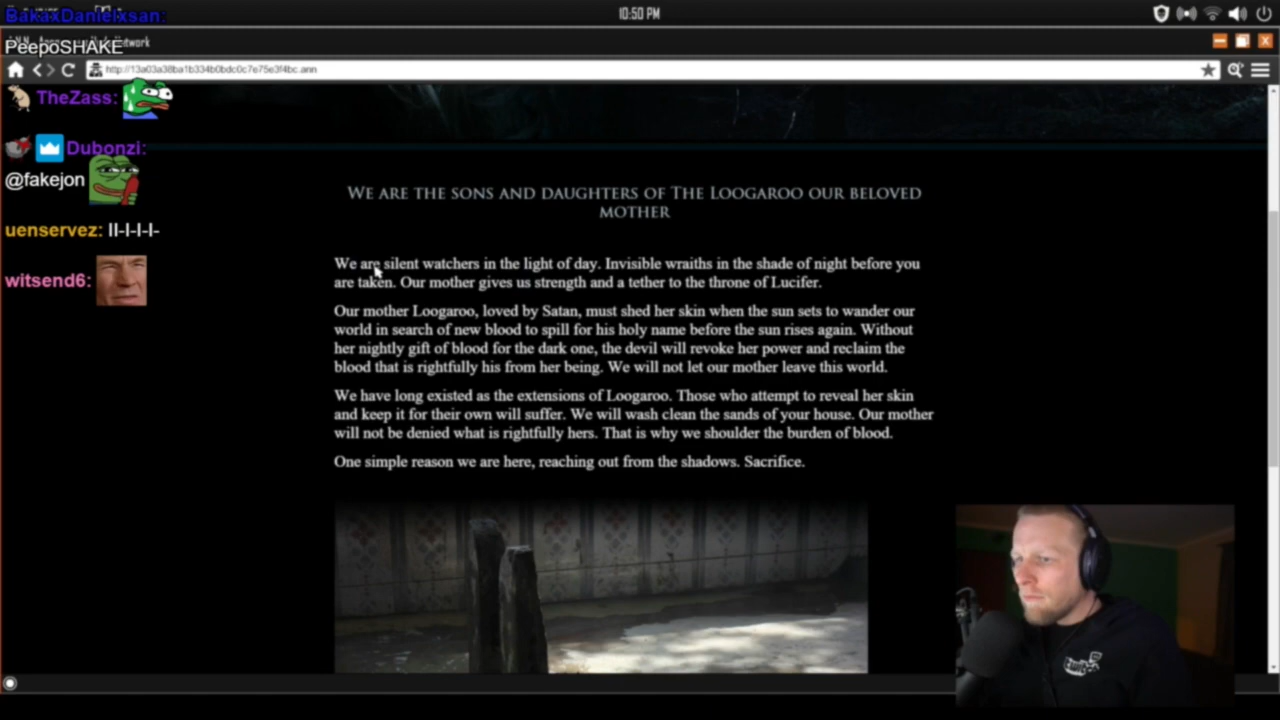 BakaxDanielxsan:
10:50 PM
PeepoSHAKE
http://13a03a38ba1b334b0bdc0c7e75e3f4bc.ann
TheZass:
Dubonzi:
@fakejon
uenservez: II-I-I-I-
witsend6:
We are the sons and daughters of The Loogaroo our beloved
mother
We are silent watchers in the light of day. Invisible wraiths in the shade of night before you
are taken. Our mother gives us strength and a tether to the throne of Lucifer.
Our mother Loogaroo, loved by Satan, must shed her skin when the sun sets to wander our
world in search of new blood to spill for his holy name before the sun rises again. Without
her nightly gift of blood for the dark one, the devil will revoke her power and reclaim the
blood that is rightfully his from her being. We will not let our mother leave this world.
We have long existed as the extensions of Loogaroo. Those who attempt to reveal her skin
and keep it for their own will suffer. We will wash clean the sands of your house. Our mother
will not be denied what is rightfully hers. That is why we shoulder the burden of blood.
One simple reason we are here, reaching out from the shadows. Sacrifice.